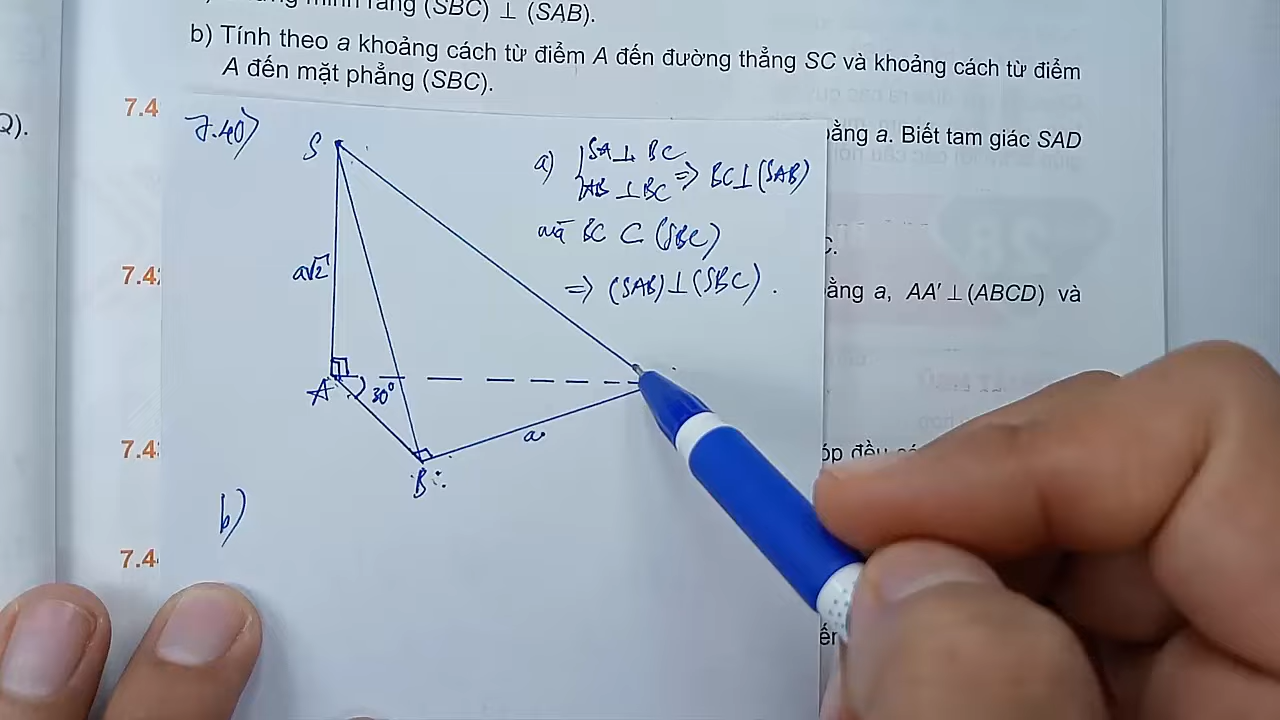 (SBC) ⊥ (SAB).
b) Tính theo a khoảng cách từ điểm A đến đường thẳng SC và khoảng cách từ điểm
A đến mặt phẳng (SBC).
Q).
7.4
7.40)
bằng a. Biết tam giác SAD
S
a) SA ⊥ BC
AB ⊥ BC ⇒ BC ⊥ (SAB)
mà BC ⊂ (SBC)
⇒ (SAB) ⊥ (SBC).
C.
a√2
7.4
bằng a, AA' ⊥ (ABCD) và
A
30°
a
B
7.4
óp đều
b)
7.4